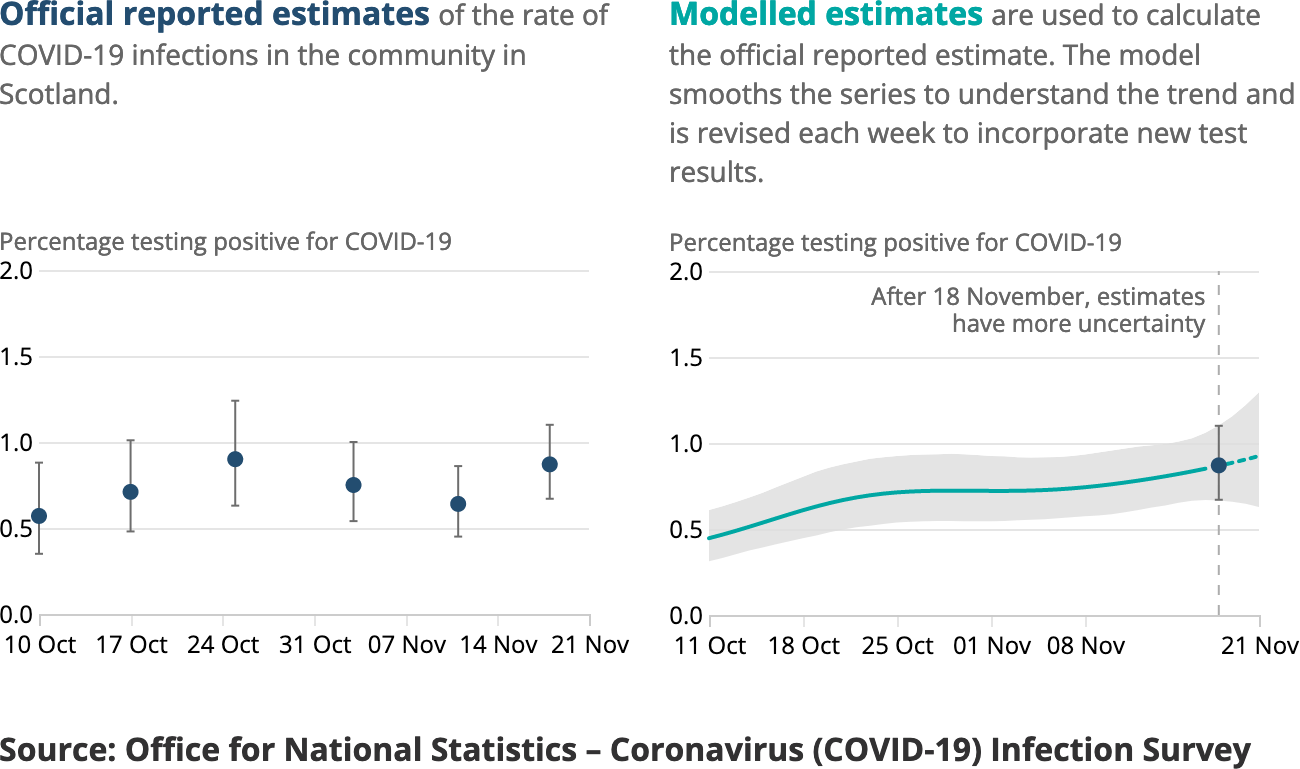 Official reported estimates of the rate of
COVID-19 infections in the community in
Scotland.
Percentage testing positive for COVID-19
2.0
1.5
1.0
0.5
0.0
10 Oct 17 Oct 24 Oct 31 Oct 07 Nov 14 Nov 21 Nov
Modelled estimates are used to calculate
the official reported estimate. The model
smooths the series to understand the trend and
is revised each week to incorporate new test
results.
Percentage testing positive for COVID-19
2.0
After 18 November, estimates
have more uncertainty
1.5
1.0
0.5
0.0
11 Oct 18 Oct 25 Oct 01 Nov 08 Nov 21 Nov
Source: Office for National Statistics – Coronavirus (COVID-19) Infection Survey